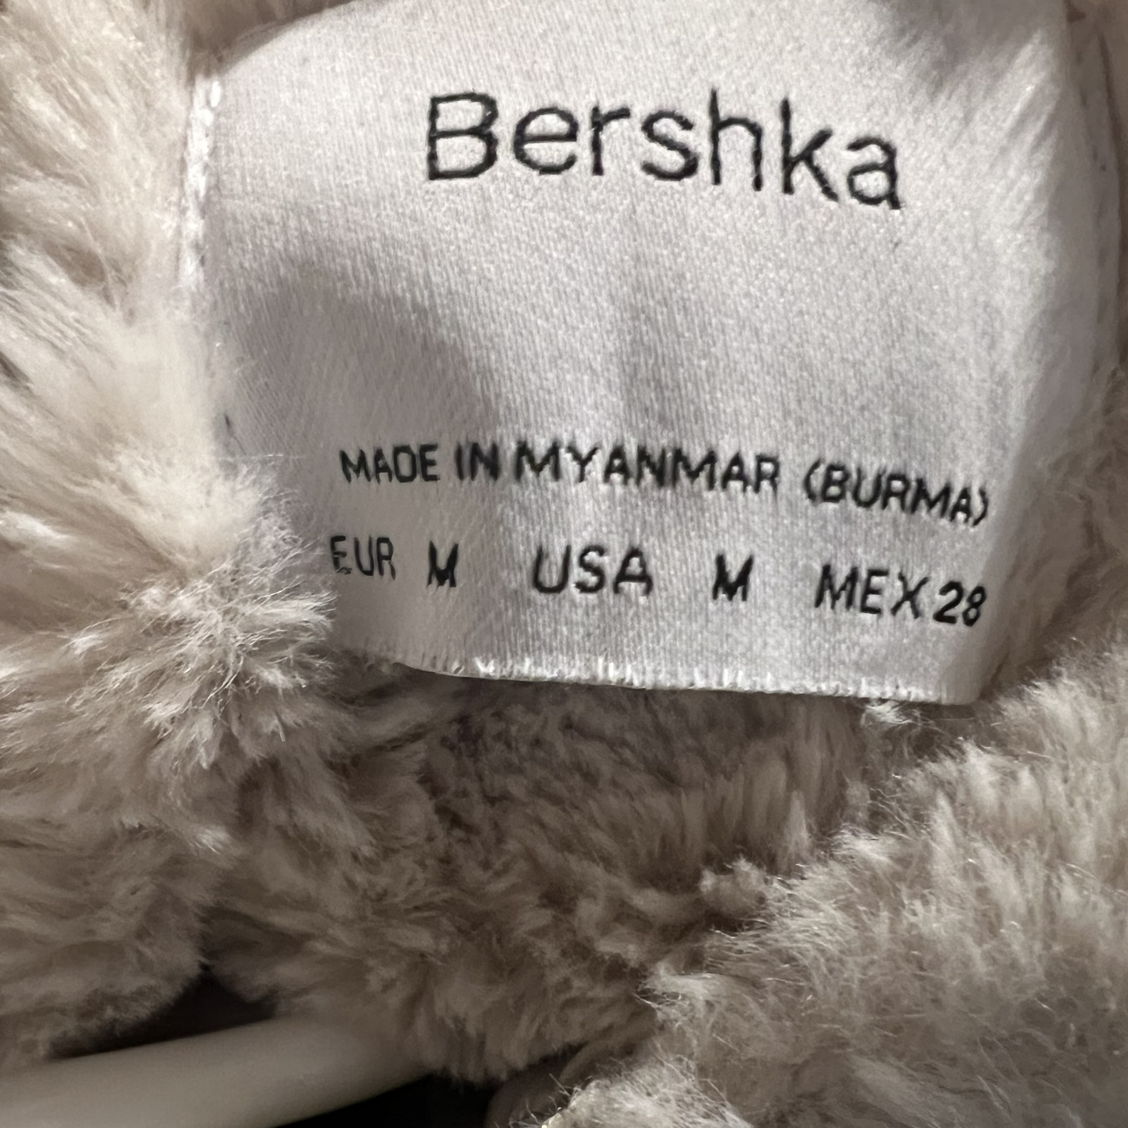 Bershka
MADE IN MYANMAR (BURMA)
EUR M USA M MEX 28